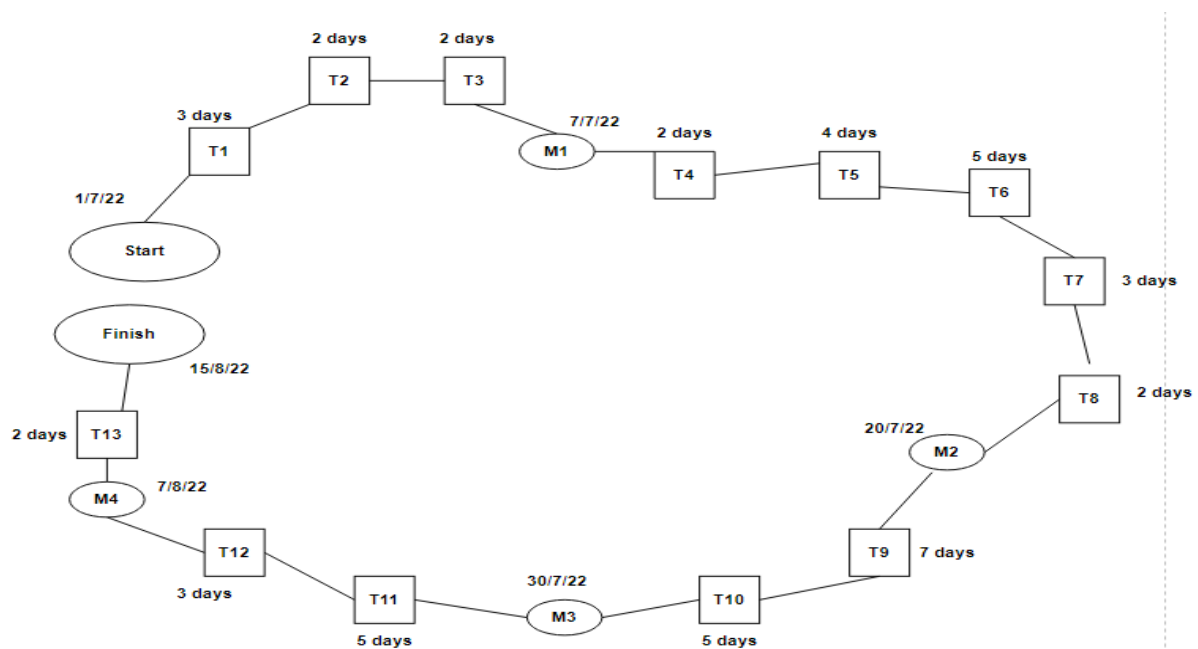 1/7/22
Start
3 days
T1
2 days
T2
2 days
T3
7/7/22
M1
2 days
T4
4 days
T5
5 days
T6
T7
3 days
T8
2 days
20/7/22
M2
T9
7 days
T10
5 days
30/7/22
M3
T11
5 days
T12
3 days
7/8/22
M4
2 days
T13
15/8/22
Finish